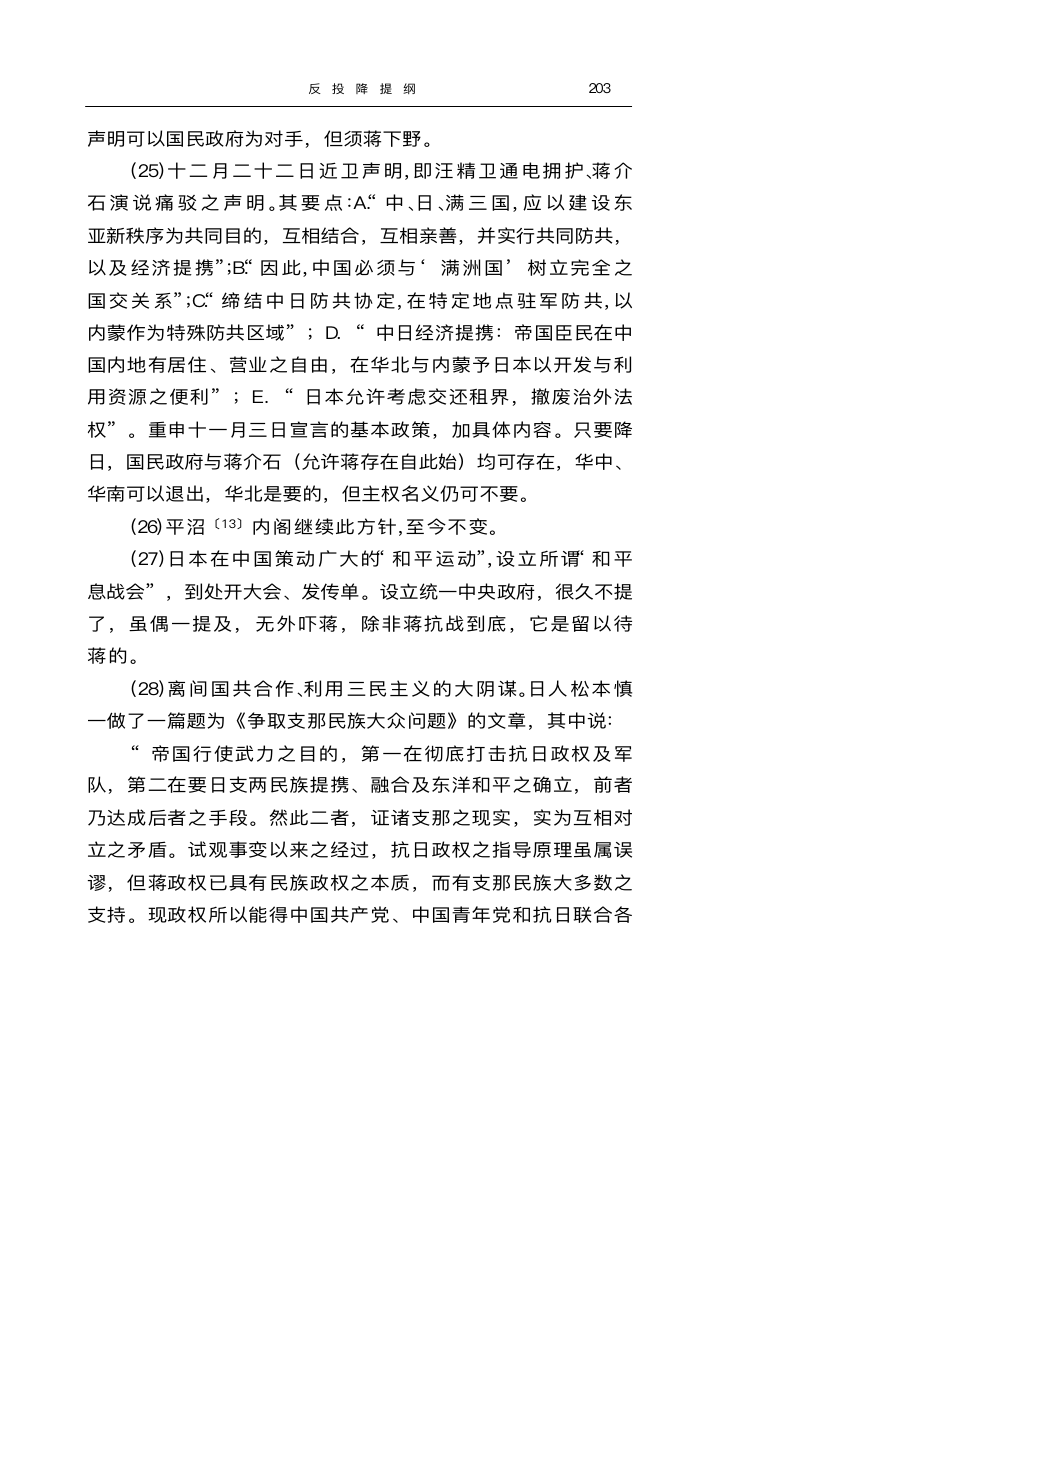 反投降提纲 203
声明可以国民政府为对手，但须蒋下野。
(25)十二月二十二日近卫声明,即汪精卫通电拥护、蒋介
石演说痛驳之声明。其要点:A.“中、日、满三国,应以建设东
亚新秩序为共同目的，互相结合，互相亲善，并实行共同防共，
以及经济提携”;B.“因此,中国必须与‘满洲国’树立完全之
国交关系”;C.“缔结中日防共协定,在特定地点驻军防共,以
内蒙作为特殊防共区域”；D.“中日经济提携：帝国臣民在中
国内地有居住、营业之自由，在华北与内蒙予日本以开发与利
用资源之便利”；E.“日本允许考虑交还租界，撤废治外法
权”。重申十一月三日宣言的基本政策，加具体内容。只要降
日，国民政府与蒋介石（允许蒋存在自此始）均可存在，华中、
华南可以退出，华北是要的，但主权名义仍可不要。
(26)平沼〔13〕内阁继续此方针,至今不变。
(27)日本在中国策动广大的“和平运动”,设立所谓“和平
息战会”，到处开大会、发传单。设立统一中央政府，很久不提
了，虽偶一提及，无外吓蒋，除非蒋抗战到底，它是留以待
蒋的。
(28)离间国共合作、利用三民主义的大阴谋。日人松本慎
一做了一篇题为《争取支那民族大众问题》的文章，其中说：
“帝国行使武力之目的，第一在彻底打击抗日政权及军
队，第二在要日支两民族提携、融合及东洋和平之确立，前者
乃达成后者之手段。然此二者，证诸支那之现实，实为互相对
立之矛盾。试观事变以来之经过，抗日政权之指导原理虽属误
谬，但蒋政权已具有民族政权之本质，而有支那民族大多数之
支持。现政权所以能得中国共产党、中国青年党和抗日联合各